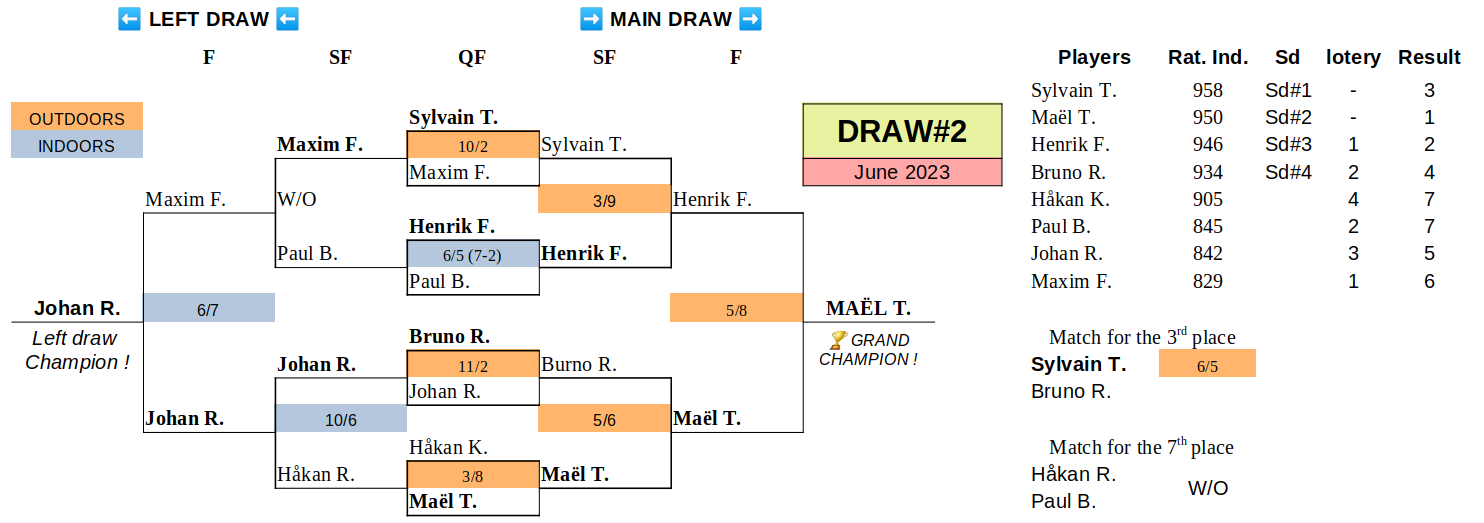 ⬅ LEFT DRAW ⬅ ➡ MAIN DRAW ➡
F SF QF SF F Players Rat. Ind. Sd lotery Result
Sylvain T. 958 Sd#1 - 3
OUTDOORS Sylvain T. Maël T. 950 Sd#2 - 1
INDOORS Maxim F. 10/2 Sylvain T. DRAW#2 Henrik F. 946 Sd#3 1 2
Maxim F. June 2023 Bruno R. 934 Sd#4 2 4
Maxim F. W/O 3/9 Henrik F. Håkan K. 905 4 7
Henrik F. Paul B. 845 2 7
Paul B. 6/5 (7-2) Henrik F. Johan R. 842 3 5
Paul B. Maxim F. 829 1 6
Johan R. 6/7 5/8 MAËL T.
Left draw Bruno R. 🏆 GRAND Match for the 3rd place
Champion ! Johan R. 11/2 Burno R. CHAMPION ! Sylvain T. 6/5
Johan R. Bruno R.
Johan R. 10/6 5/6 Maël T.
Håkan K. Match for the 7th place
Håkan R. 3/8 Maël T. Håkan R. W/O
Maël T. Paul B.